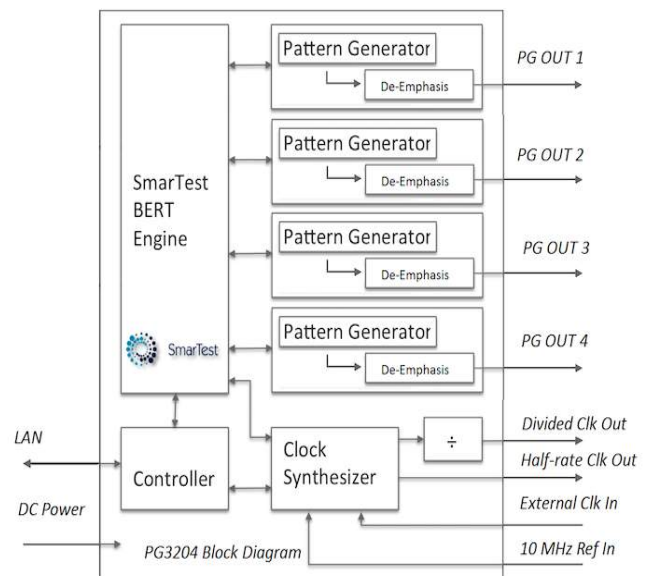 Pattern Generator
De-Emphasis
PG OUT 1
Pattern Generator
De-Emphasis
PG OUT 2
SmarTest
BERT
Engine
Pattern Generator
De-Emphasis
PG OUT 3
SmarTest
Pattern Generator
De-Emphasis
PG OUT 4
LAN
Controller
Clock
Synthesizer
÷
Divided Clk Out
Half-rate Clk Out
DC Power
External Clk In
PG3204 Block Diagram
10 MHz Ref In